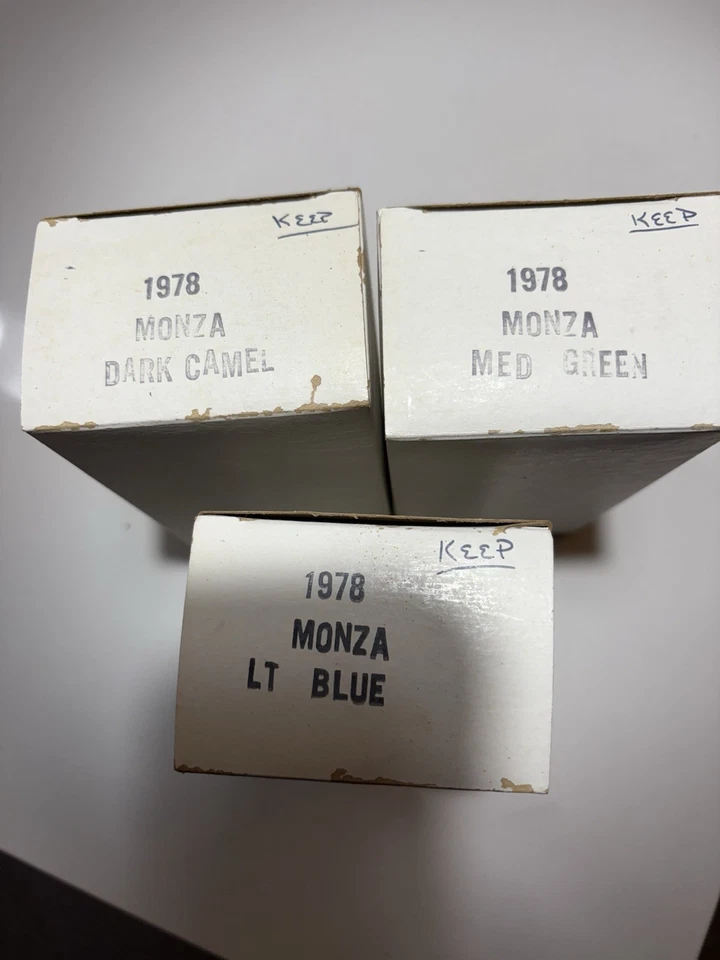 KEEP
1978
MONZA
DARK CAMEL
KEEP
1978
MONZA
MED GREEN
KEEP
1978
MONZA
LT BLUE